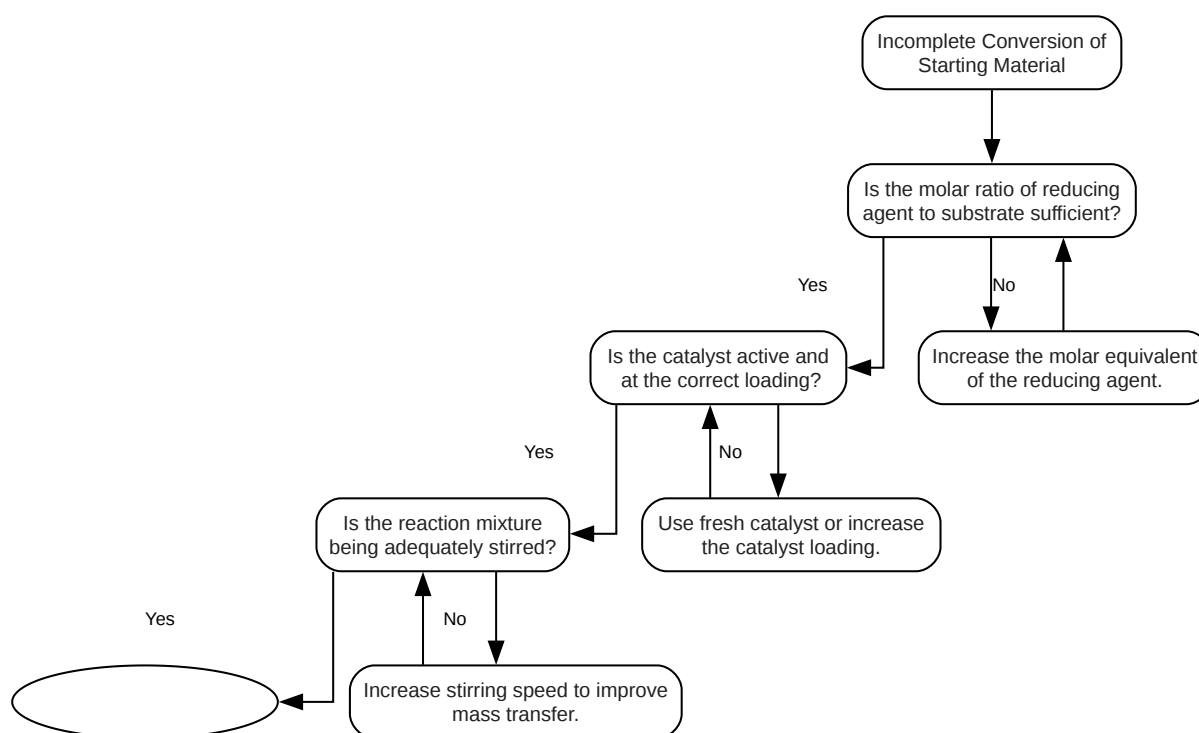 Incomplete Conversion of
Starting Material
Is the molar ratio of reducing
agent to substrate sufficient?
Yes
No
Is the catalyst active and
at the correct loading?
Increase the molar equivalent
of the reducing agent.
Yes
No
Is the reaction mixture
being adequately stirred?
Use fresh catalyst or increase
the catalyst loading.
Yes
No
Increase stirring speed to improve
mass transfer.